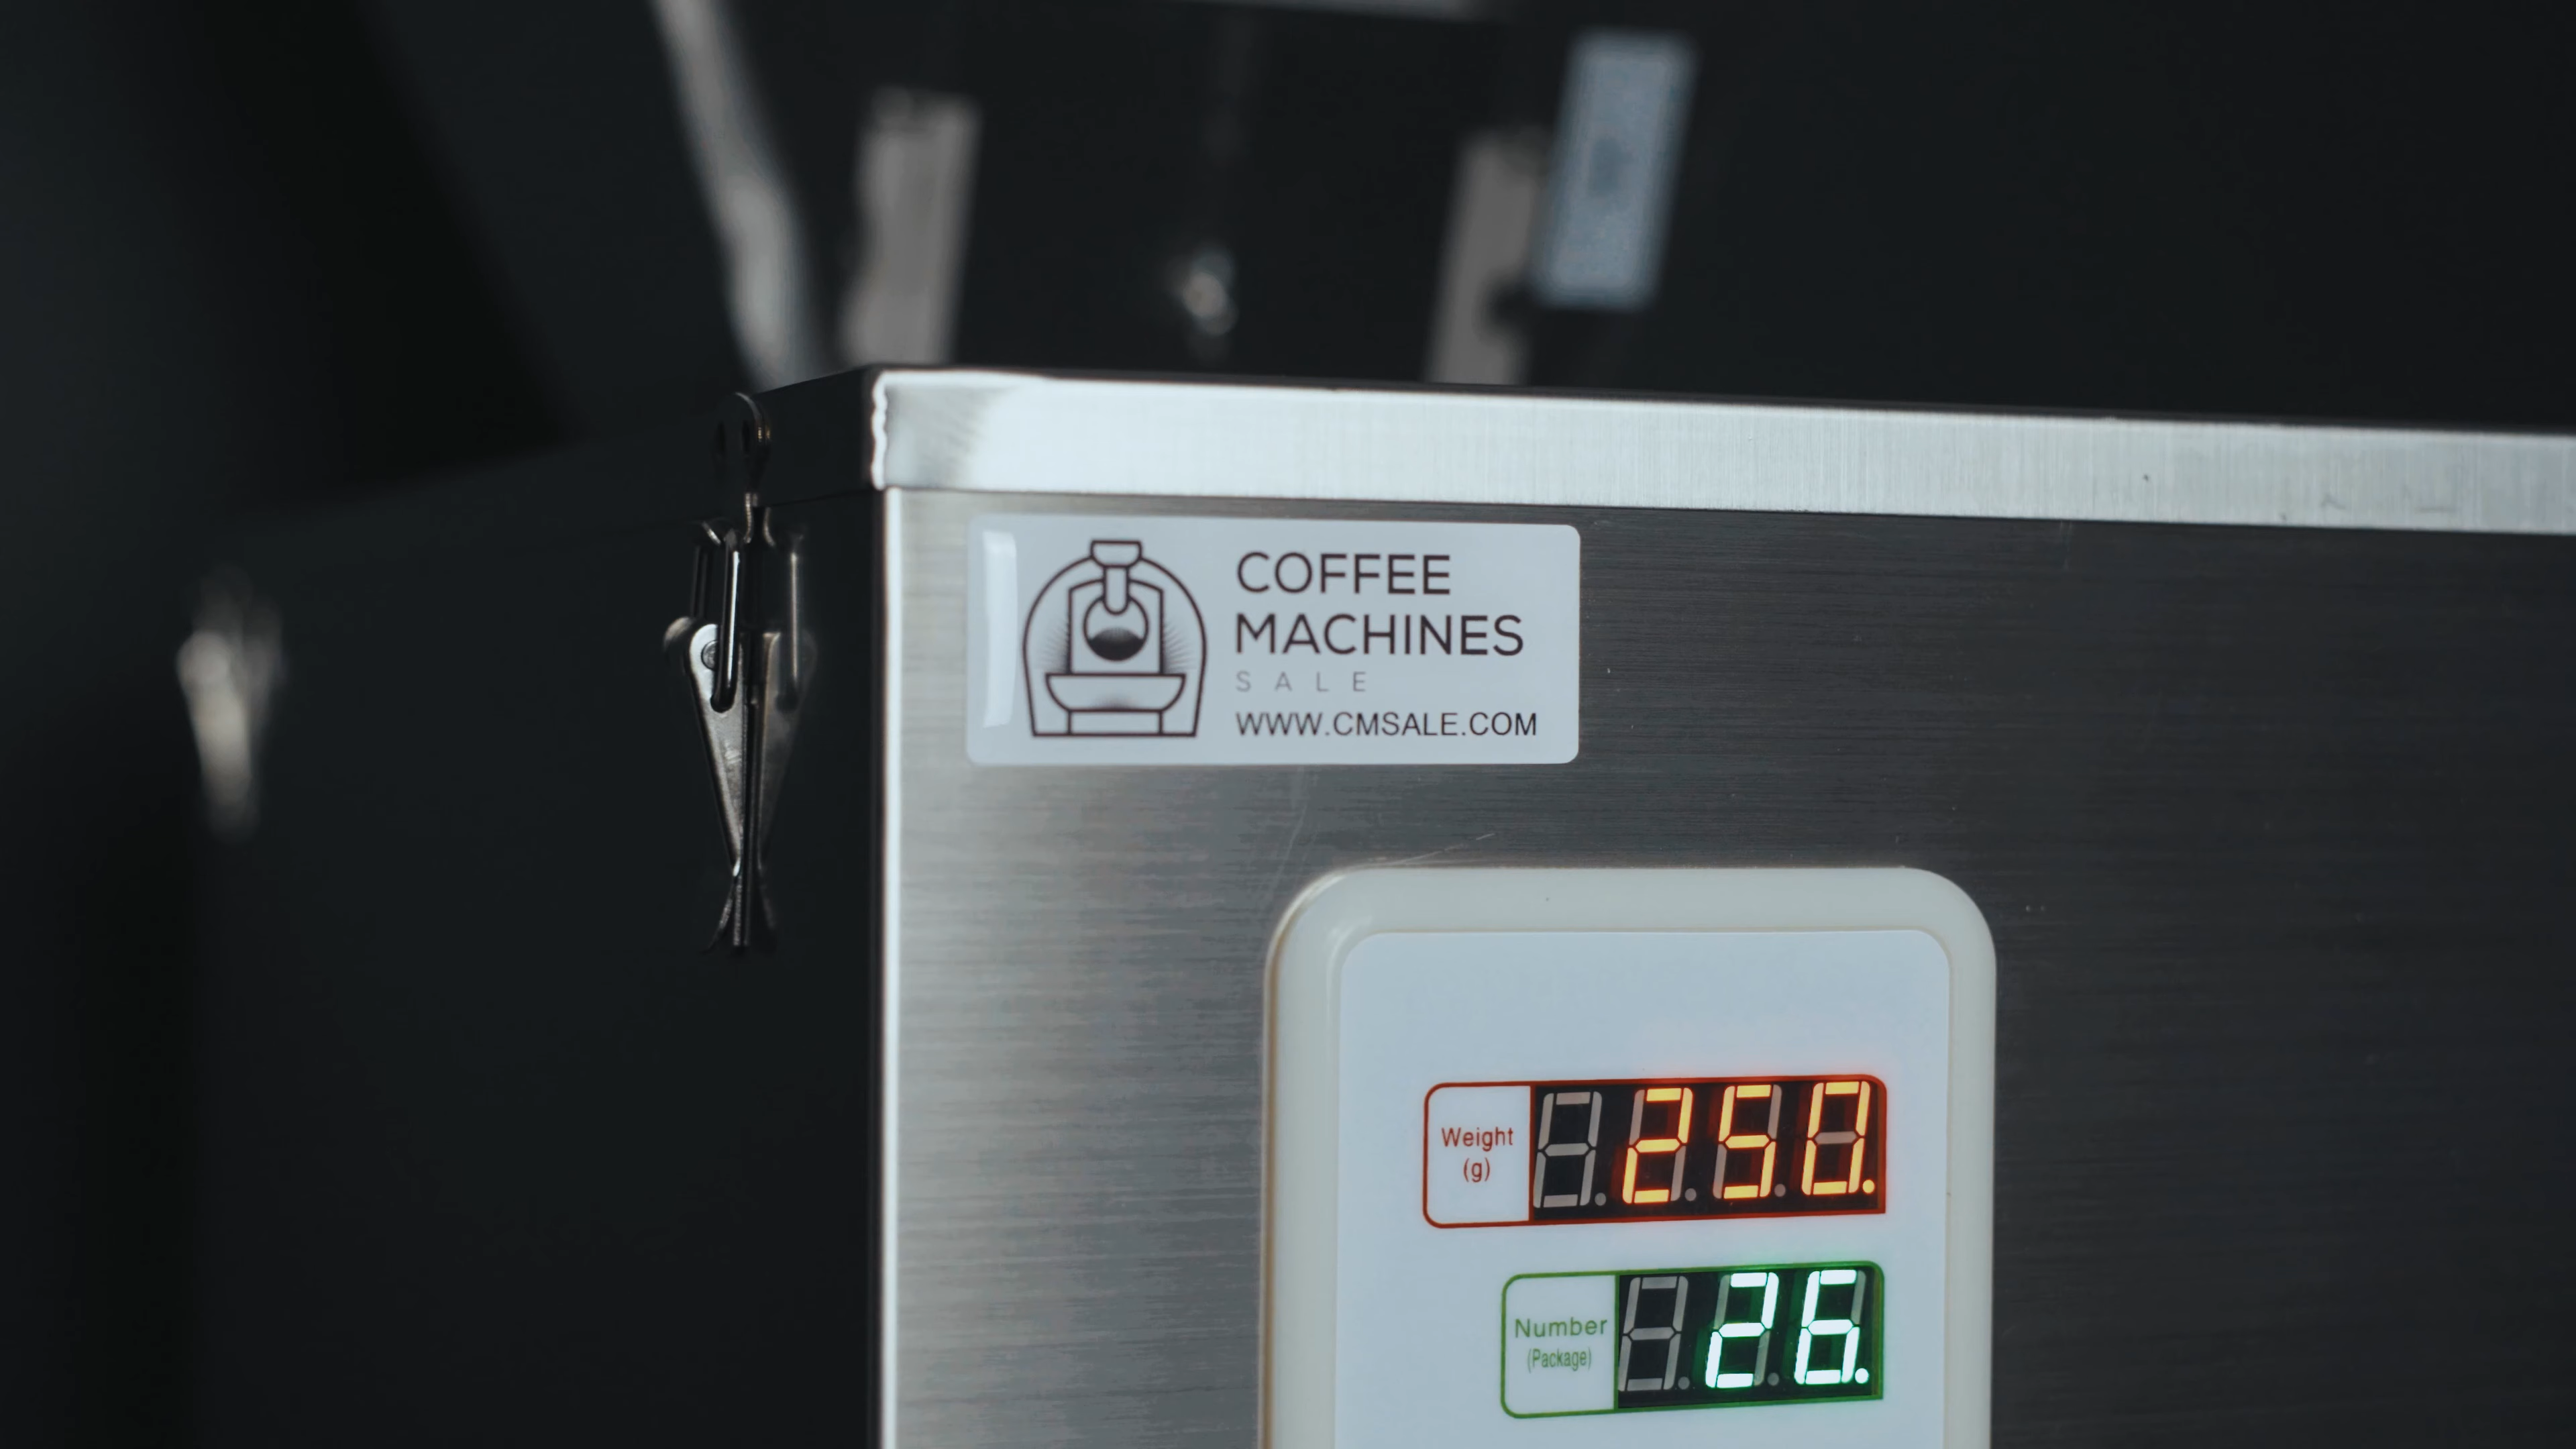 COFFEE
MACHINES
SALE
WWW.CMSALE.COM
Weight
(g)
250.
Number
(Package)
26.